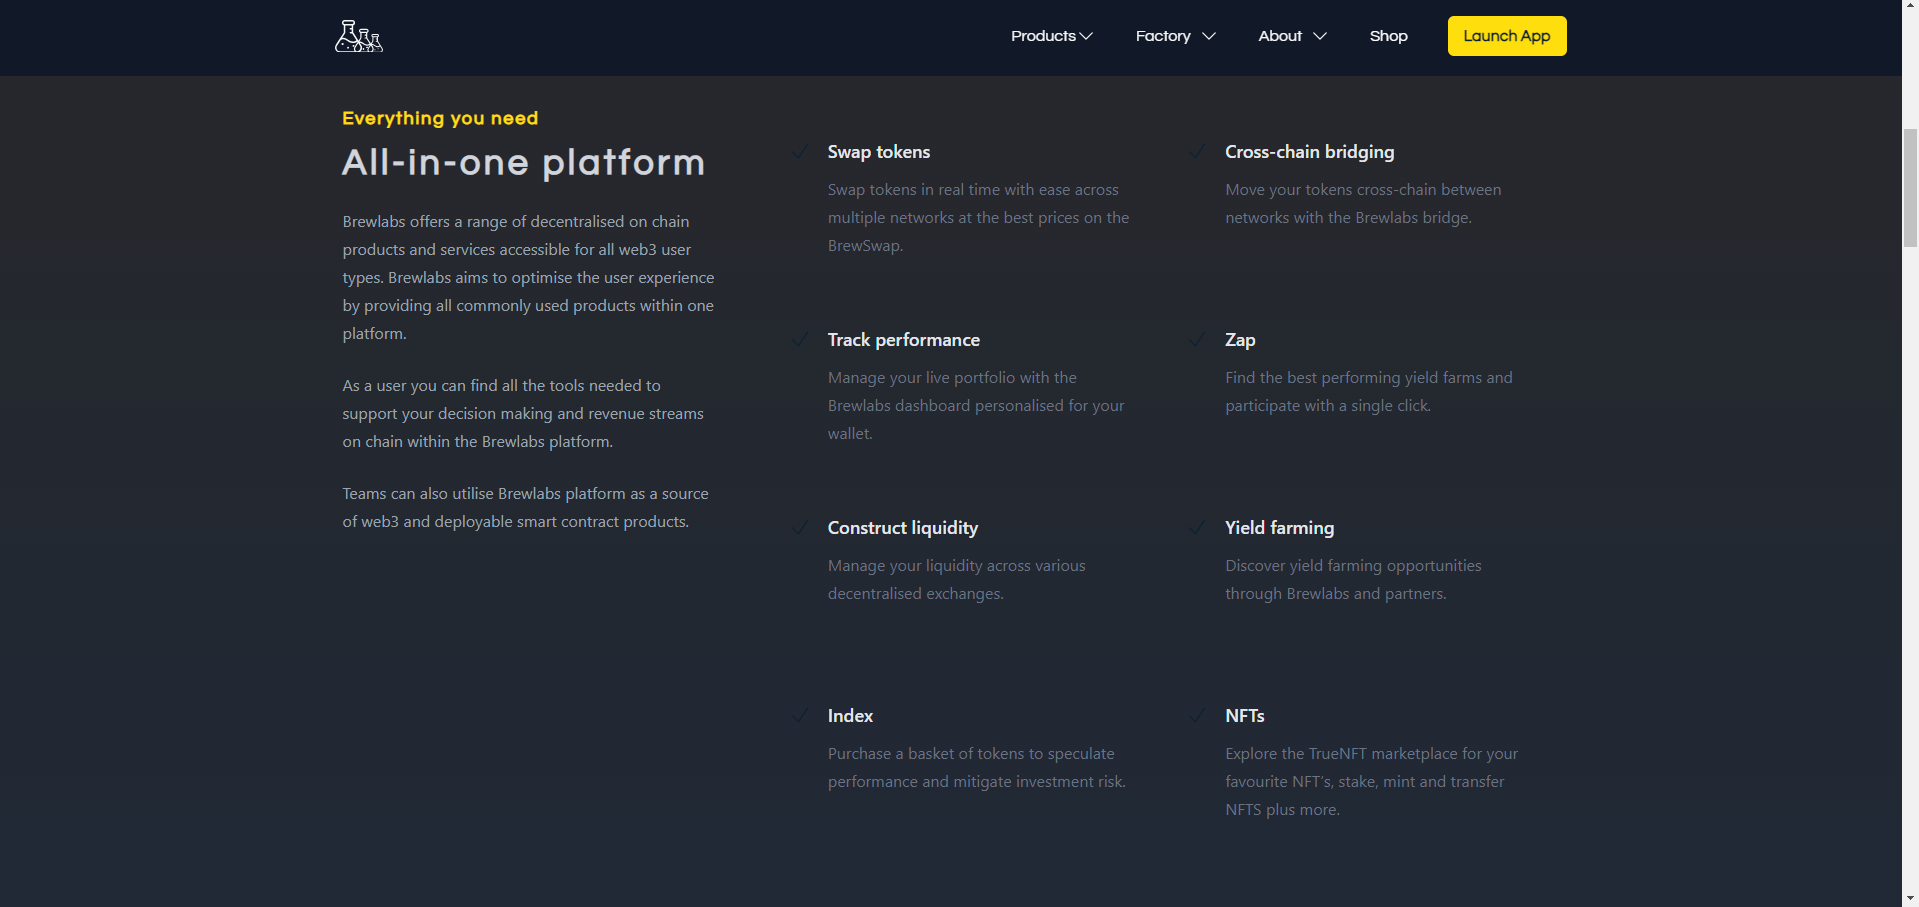 Products
Factory
About
Shop
Launch App
Everything you need
All-in-one platform
Brewlabs offers a range of decentralised on chain
products and services accessible for all web3 user
types. Brewlabs aims to optimise the user experience
by providing all commonly used products within one
platform.
As a user you can find all the tools needed to
support your decision making and revenue streams
on chain within the Brewlabs platform.
Teams can also utilise Brewlabs platform as a source
of web3 and deployable smart contract products.
Swap tokens
Swap tokens in real time with ease across
multiple networks at the best prices on the
BrewSwap.
Cross-chain bridging
Move your tokens cross-chain between
networks with the Brewlabs bridge.
Track performance
Manage your live portfolio with the
Brewlabs dashboard personalised for your
wallet.
Zap
Find the best performing yield farms and
participate with a single click.
Construct liquidity
Manage your liquidity across various
decentralised exchanges.
Yield farming
Discover yield farming opportunities
through Brewlabs and partners.
Index
Purchase a basket of tokens to speculate
performance and mitigate investment risk.
NFTs
Explore the TrueNFT marketplace for your
favourite NFT's, stake, mint and transfer
NFTS plus more.